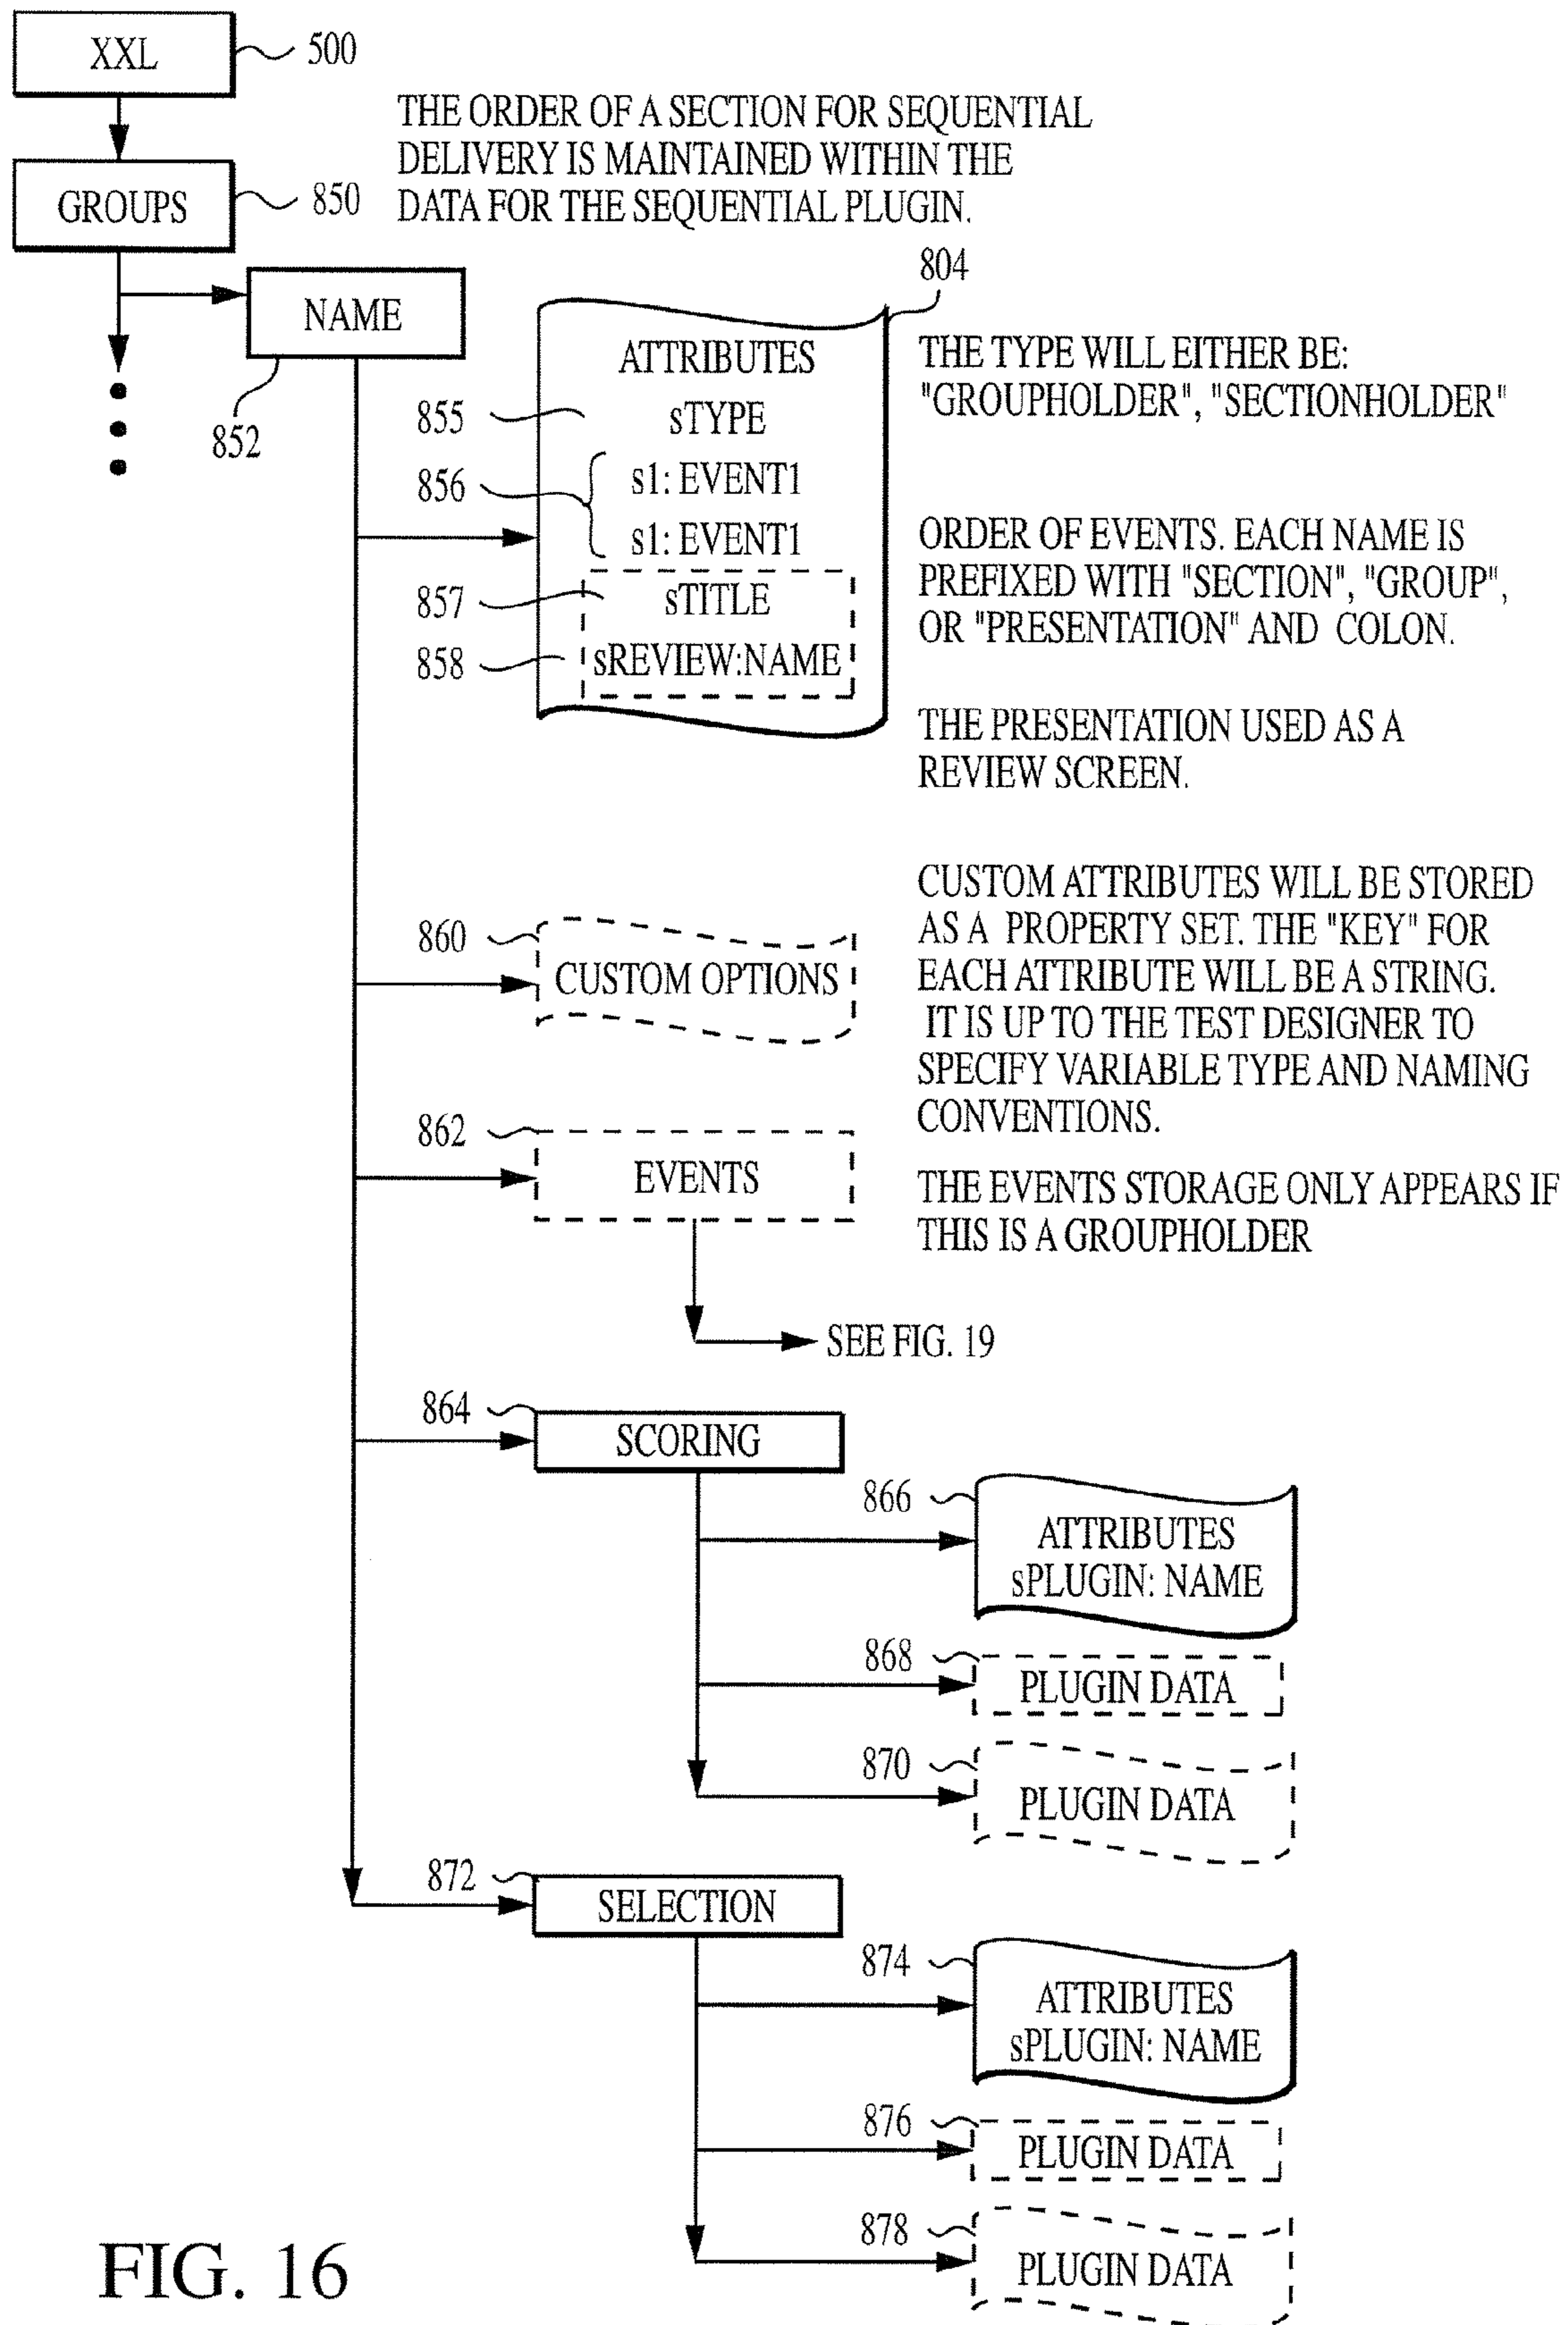 XXL
500
THE ORDER OF A SECTION FOR SEQUENTIAL
DELIVERY IS MAINTAINED WITHIN THE
DATA FOR THE SEQUENTIAL PLUGIN.
GROUPS
850
NAME
852
804
ATTRIBUTES
855
sTYPE
856
s1: EVENT1
s1: EVENT1
857
sTITLE
858
sREVIEW:NAME
THE TYPE WILL EITHER BE:
"GROUPHOLDER", "SECTIONHOLDER"
ORDER OF EVENTS. EACH NAME IS
PREFIXED WITH "SECTION", "GROUP",
OR "PRESENTATION" AND COLON.
THE PRESENTATION USED AS A
REVIEW SCREEN.
860
CUSTOM OPTIONS
CUSTOM ATTRIBUTES WILL BE STORED
AS A PROPERTY SET. THE "KEY" FOR
EACH ATTRIBUTE WILL BE A STRING.
IT IS UP TO THE TEST DESIGNER TO
SPECIFY VARIABLE TYPE AND NAMING
CONVENTIONS.
862
EVENTS
THE EVENTS STORAGE ONLY APPEARS IF
THIS IS A GROUPHOLDER
SEE FIG. 19
864
SCORING
866
ATTRIBUTES
sPLUGIN: NAME
868
PLUGIN DATA
870
PLUGIN DATA
872
SELECTION
874
ATTRIBUTES
sPLUGIN: NAME
876
PLUGIN DATA
878
PLUGIN DATA
FIG. 16